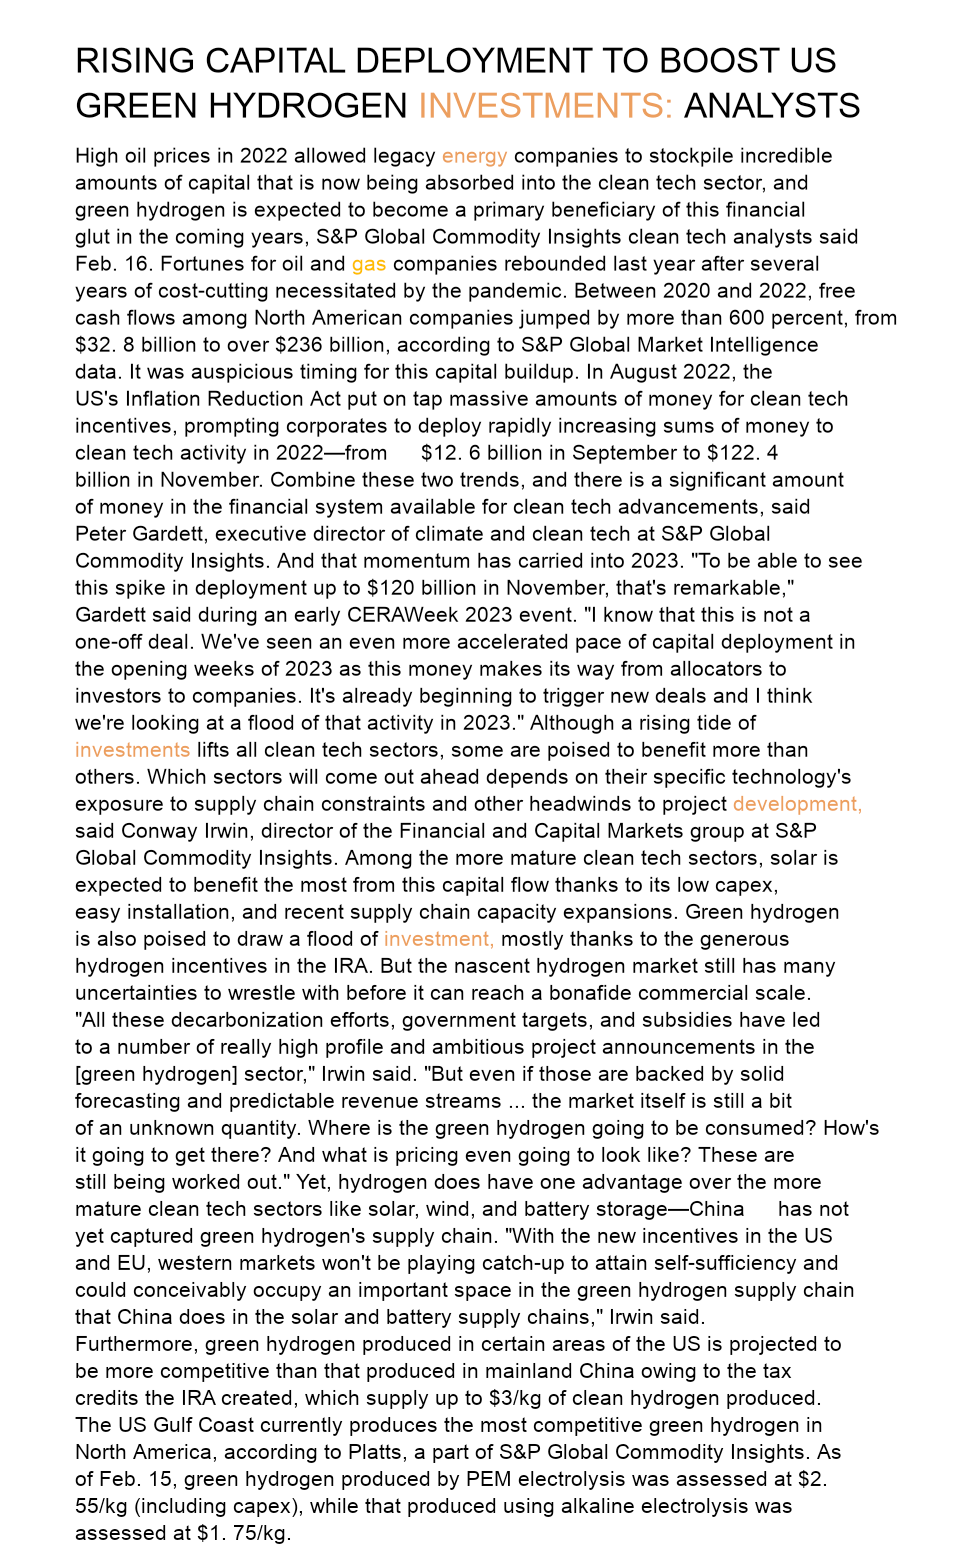 RISING CAPITAL DEPLOYMENT TO BOOST US
GREEN HYDROGEN INVESTMENTS: ANALYSTS
High oil prices in 2022 allowed legacy energy companies to stockpile incredible
amounts of capital that is now being absorbed into the clean tech sector, and
green hydrogen is expected to become a primary beneficiary of this financial
glut in the coming years, S&P Global Commodity Insights clean tech analysts said
Feb. 16. Fortunes for oil and gas companies rebounded last year after several
years of cost-cutting necessitated by the pandemic. Between 2020 and 2022, free
cash flows among North American companies jumped by more than 600 percent, from
$32. 8 billion to over $236 billion, according to S&P Global Market Intelligence
data. It was auspicious timing for this capital buildup. In August 2022, the
US's Inflation Reduction Act put on tap massive amounts of money for clean tech
incentives, prompting corporates to deploy rapidly increasing sums of money to
clean tech activity in 2022—from $12. 6 billion in September to $122. 4
billion in November. Combine these two trends, and there is a significant amount
of money in the financial system available for clean tech advancements, said
Peter Gardett, executive director of climate and clean tech at S&P Global
Commodity Insights. And that momentum has carried into 2023. "To be able to see
this spike in deployment up to $120 billion in November, that's remarkable,"
Gardett said during an early CERAWeek 2023 event. "I know that this is not a
one-off deal. We've seen an even more accelerated pace of capital deployment in
the opening weeks of 2023 as this money makes its way from allocators to
investors to companies. It's already beginning to trigger new deals and I think
we're looking at a flood of that activity in 2023." Although a rising tide of
investments lifts all clean tech sectors, some are poised to benefit more than
others. Which sectors will come out ahead depends on their specific technology's
exposure to supply chain constraints and other headwinds to project development,
said Conway Irwin, director of the Financial and Capital Markets group at S&P
Global Commodity Insights. Among the more mature clean tech sectors, solar is
expected to benefit the most from this capital flow thanks to its low capex,
easy installation, and recent supply chain capacity expansions. Green hydrogen
is also poised to draw a flood of investment, mostly thanks to the generous
hydrogen incentives in the IRA. But the nascent hydrogen market still has many
uncertainties to wrestle with before it can reach a bonafide commercial scale.
"All these decarbonization efforts, government targets, and subsidies have led
to a number of really high profile and ambitious project announcements in the
[green hydrogen] sector," Irwin said. "But even if those are backed by solid
forecasting and predictable revenue streams ... the market itself is still a bit
of an unknown quantity. Where is the green hydrogen going to be consumed? How's
it going to get there? And what is pricing even going to look like? These are
still being worked out." Yet, hydrogen does have one advantage over the more
mature clean tech sectors like solar, wind, and battery storage—China has not
yet captured green hydrogen's supply chain. "With the new incentives in the US
and EU, western markets won't be playing catch-up to attain self-sufficiency and
could conceivably occupy an important space in the green hydrogen supply chain
that China does in the solar and battery supply chains," Irwin said.
Furthermore, green hydrogen produced in certain areas of the US is projected to
be more competitive than that produced in mainland China owing to the tax
credits the IRA created, which supply up to $3/kg of clean hydrogen produced.
The US Gulf Coast currently produces the most competitive green hydrogen in
North America, according to Platts, a part of S&P Global Commodity Insights. As
of Feb. 15, green hydrogen produced by PEM electrolysis was assessed at $2.
55/kg (including capex), while that produced using alkaline electrolysis was
assessed at $1. 75/kg.